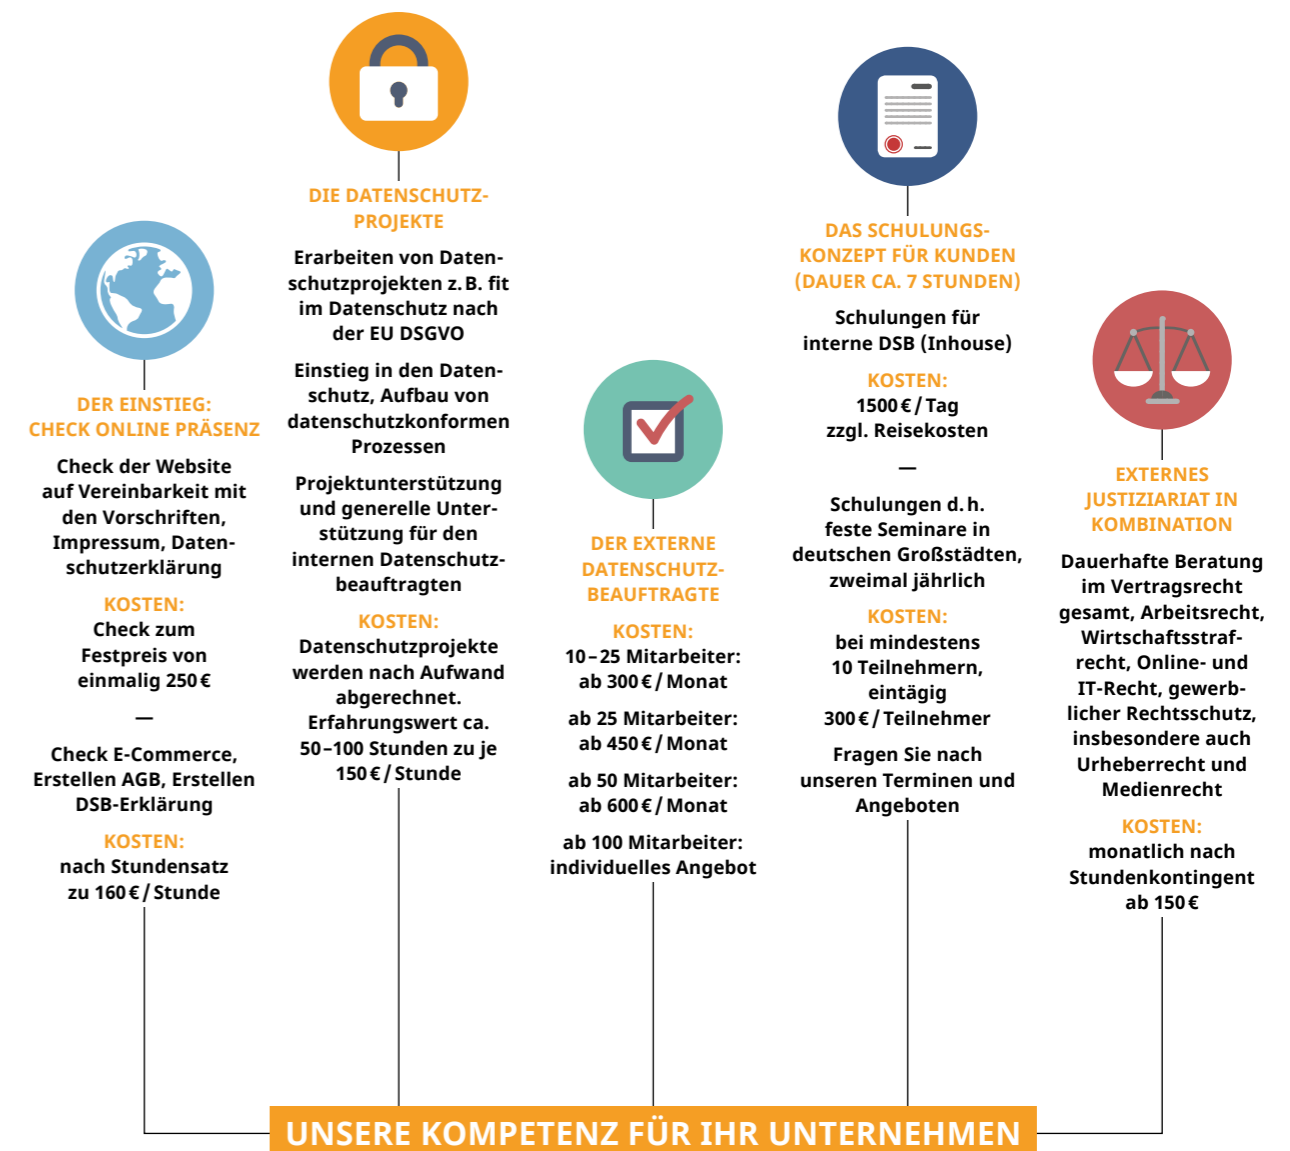 DER EINSTIEG:
CHECK ONLINE PRÄSENZ
Check der Website
auf Vereinbarkeit mit
den Vorschriften,
Impressum, Daten-
schutzerklärung
KOSTEN:
Check zum
Festpreis von
einmalig 250 €
—
Check E-Commerce,
Erstellen AGB, Erstellen
DSB-Erklärung
KOSTEN:
nach Stundensatz
zu 160 € / Stunde
DIE DATENSCHUTZ-
PROJEKTE
Erarbeiten von Daten-
schutzprojekten z. B. fit
im Datenschutz nach
der EU DSGVO
Einstieg in den Daten-
schutz, Aufbau von
datenschutzkonformen
Prozessen
Projektunterstützung
und generelle Unter-
stützung für den
internen Datenschutz-
beauftragten
KOSTEN:
Datenschutzprojekte
werden nach Aufwand
abgerechnet.
Erfahrungswert ca.
50–100 Stunden zu je
150 € / Stunde
DER EXTERNE
DATENSCHUTZ-
BEAUFTRAGTE
KOSTEN:
10–25 Mitarbeiter:
ab 300 € / Monat
ab 25 Mitarbeiter:
ab 450 € / Monat
ab 50 Mitarbeiter:
ab 600 € / Monat
ab 100 Mitarbeiter:
individuelles Angebot
DAS SCHULUNGS-
KONZEPT FÜR KUNDEN
(DAUER CA. 7 STUNDEN)
Schulungen für
interne DSB (Inhouse)
KOSTEN:
1500 € / Tag
zzgl. Reisekosten
—
Schulungen d. h.
feste Seminare in
deutschen Großstädten,
zweimal jährlich
KOSTEN:
bei mindestens
10 Teilnehmern,
eintägig
300 € / Teilnehmer
Fragen Sie nach
unseren Terminen und
Angeboten
EXTERNES
JUSTIZIARIAT IN
KOMBINATION
Dauerhafte Beratung
im Vertragsrecht
gesamt, Arbeitsrecht,
Wirtschaftsstraf-
recht, Online- und
IT-Recht, gewerb-
licher Rechtsschutz,
insbesondere auch
Urheberrecht und
Medienrecht
KOSTEN:
monatlich nach
Stundenkontingent
ab 150 €
UNSERE KOMPETENZ FÜR IHR UNTERNEHMEN